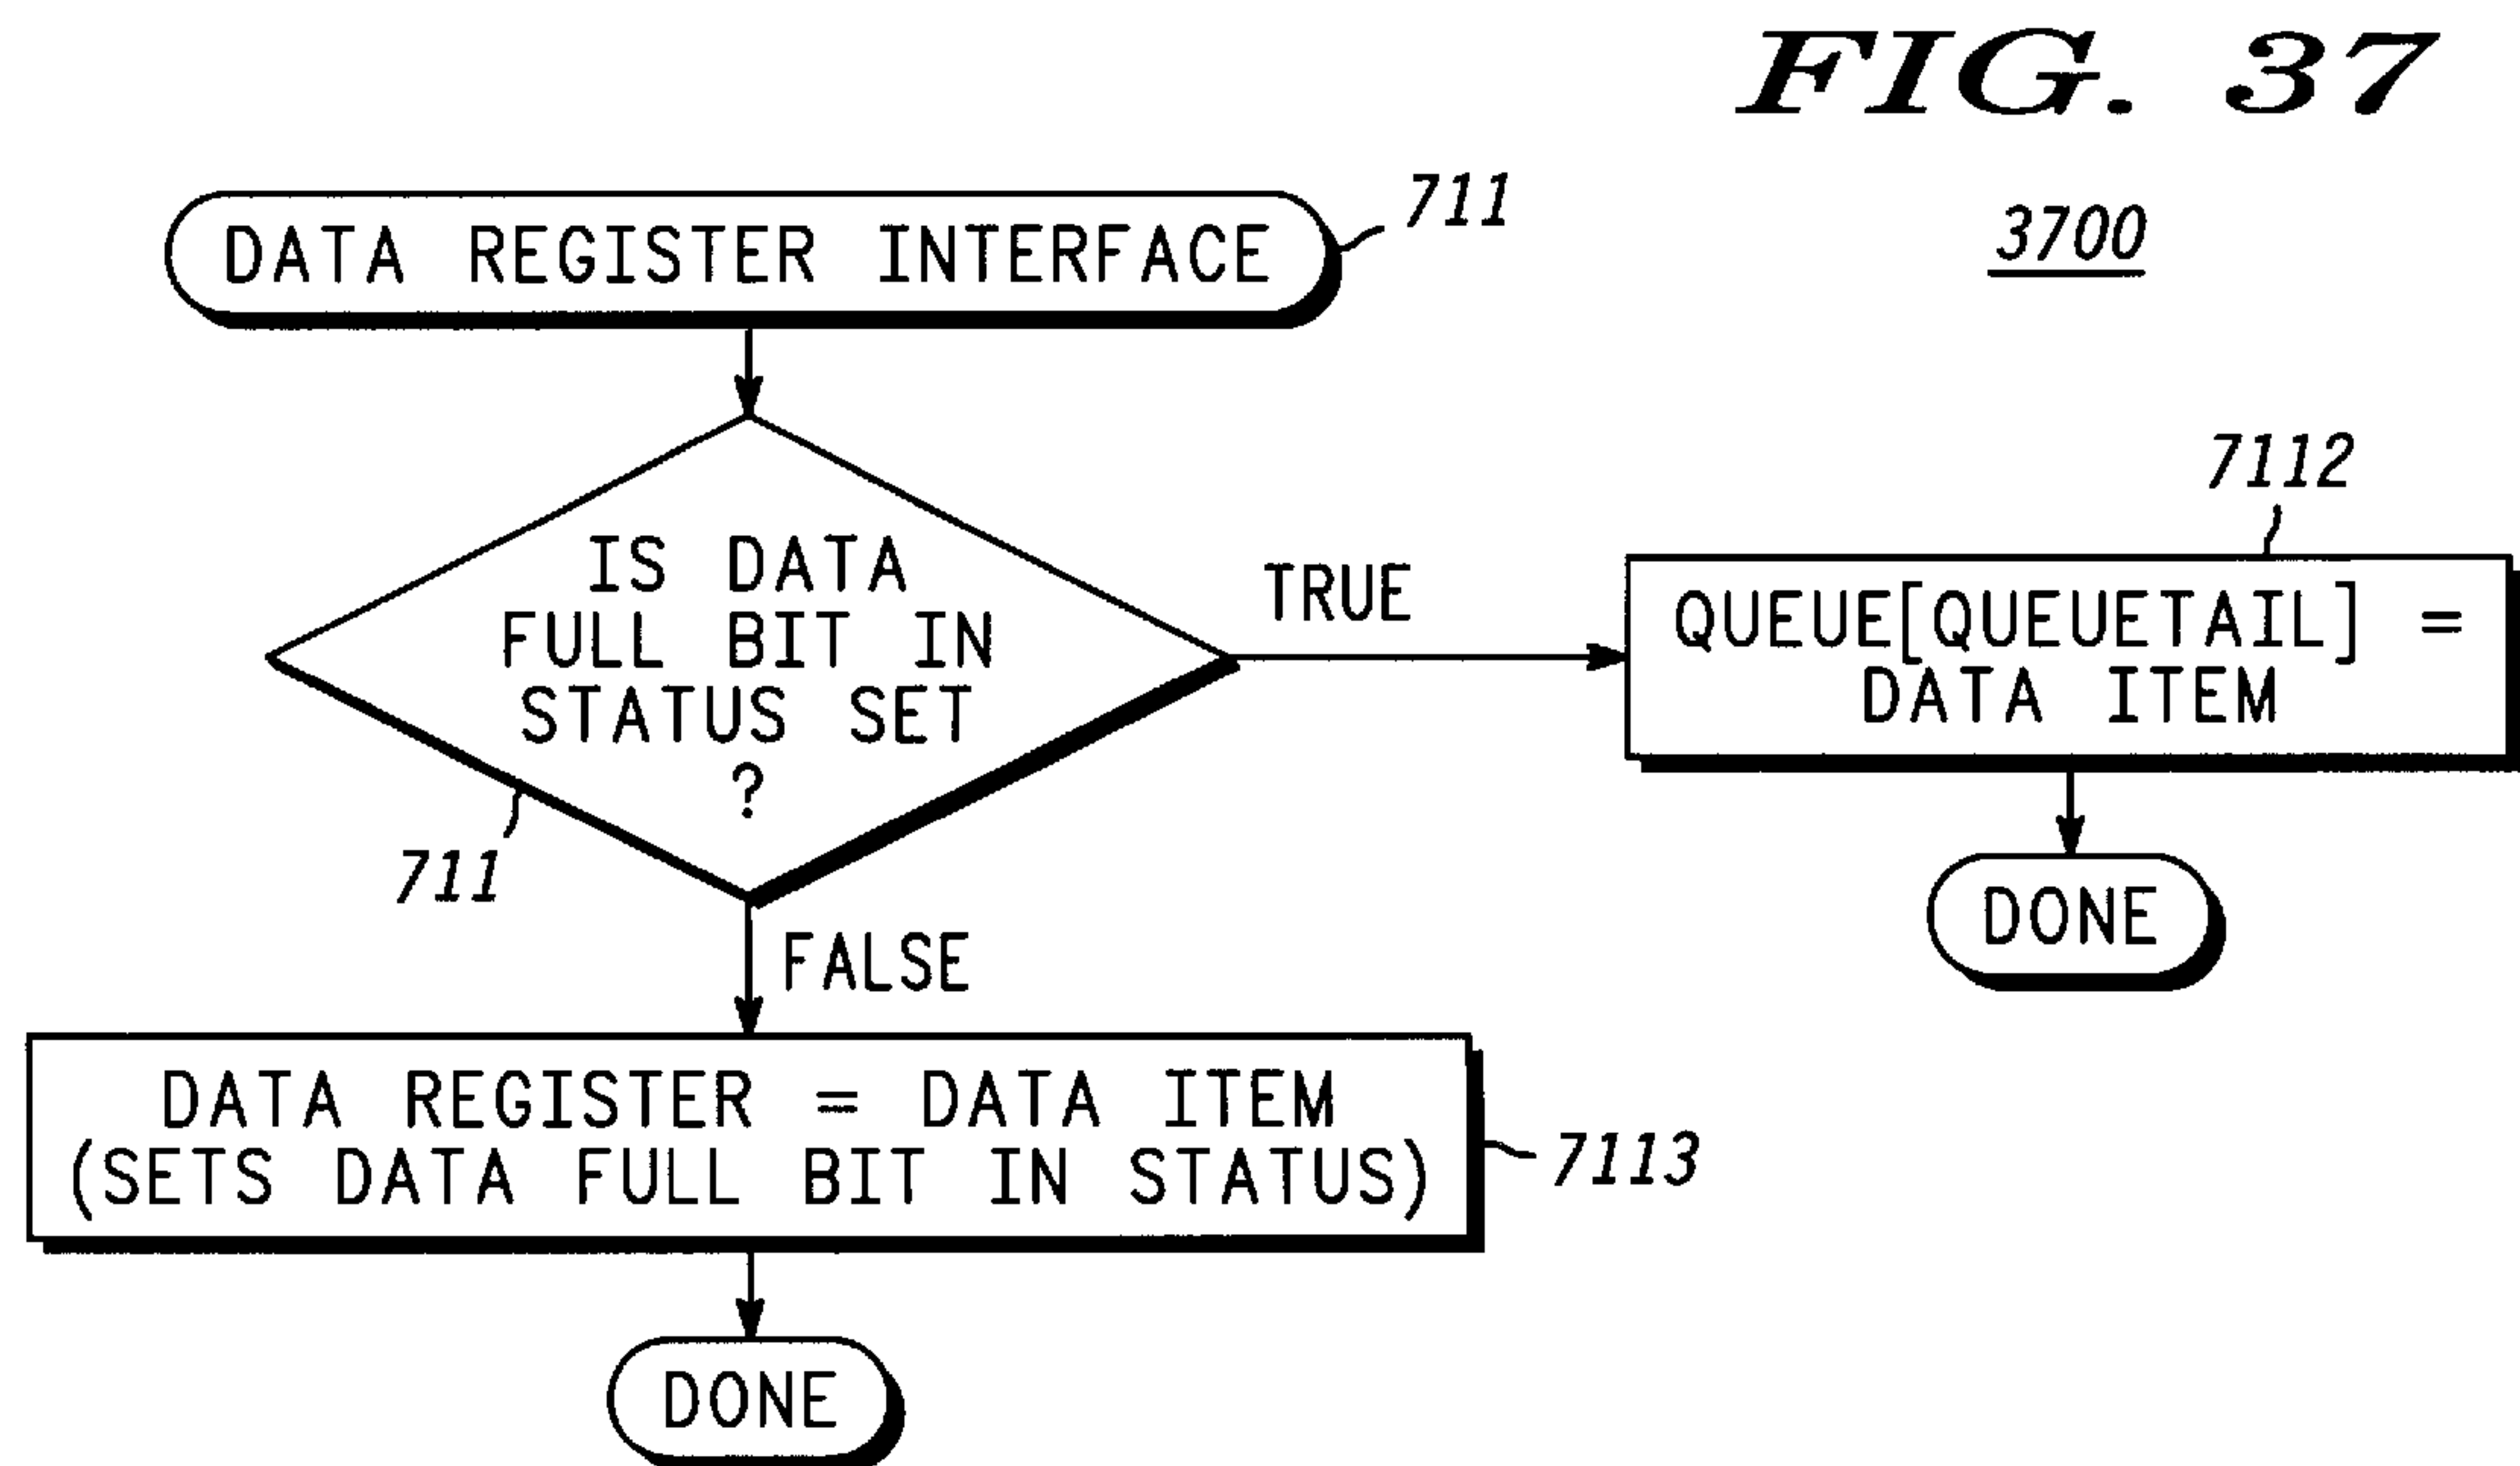 FIG. 37
3700
DATA REGISTER INTERFACE
711
IS DATA
FULL BIT IN
STATUS SET
?
711
TRUE
7112
QUEUE[QUEUETAIL] =
DATA ITEM
DONE
FALSE
DATA REGISTER = DATA ITEM
(SETS DATA FULL BIT IN STATUS)
7113
DONE